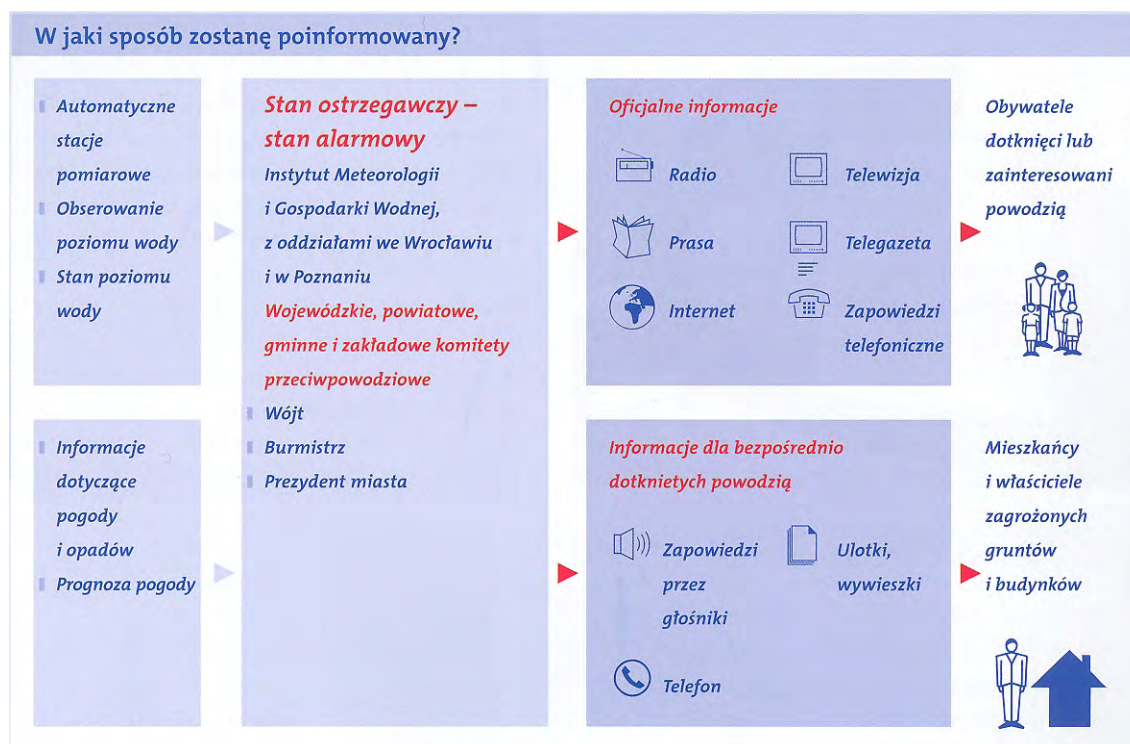 W jaki sposób zostanę poinformowany?
Automatyczne
stacje
pomiarowe
Obserowanie
poziomu wody
Stan poziomu
wody
Informacje
dotyczące
pogody
i opadów
Prognoza pogody
Stan ostrzegawczy –
stan alarmowy
Instytut Meteorologii
i Gospodarki Wodnej,
z oddziałami we Wrocławiu
i w Poznaniu
Wojewódzkie, powiatowe,
gminne i zakładowe komitety
przeciwpowodziowe
Wójt
Burmistrz
Prezydent miasta
Oficjalne informacje
Radio
Telewizja
Prasa
Telegazeta
Internet
Zapowiedzi
telefoniczne
Informacje dla bezpośrednio
dotknietych powodzią
Zapowiedzi
przez
głośniki
Ulotki,
wywieszki
Telefon
Obywatele
dotknięci lub
zainteresowani
powodzią
Mieszkańcy
i właściciele
zagrożonych
gruntów
i budynków